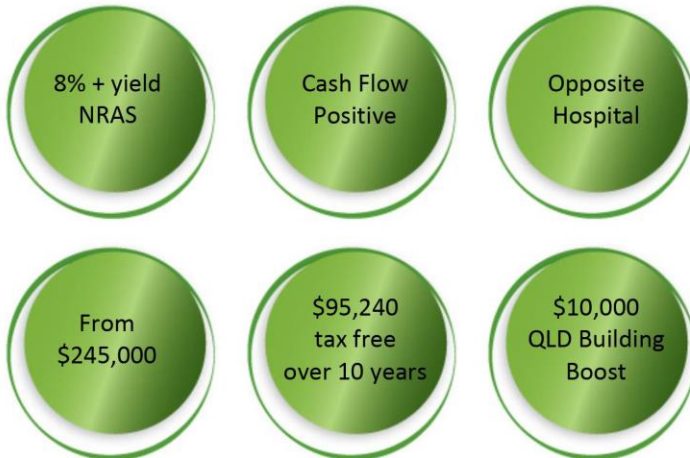 8% + yield
NRAS
Cash Flow
Positive
Opposite
Hospital
From
$245,000
$95,240
tax free
over 10 years
$10,000
QLD Building
Boost